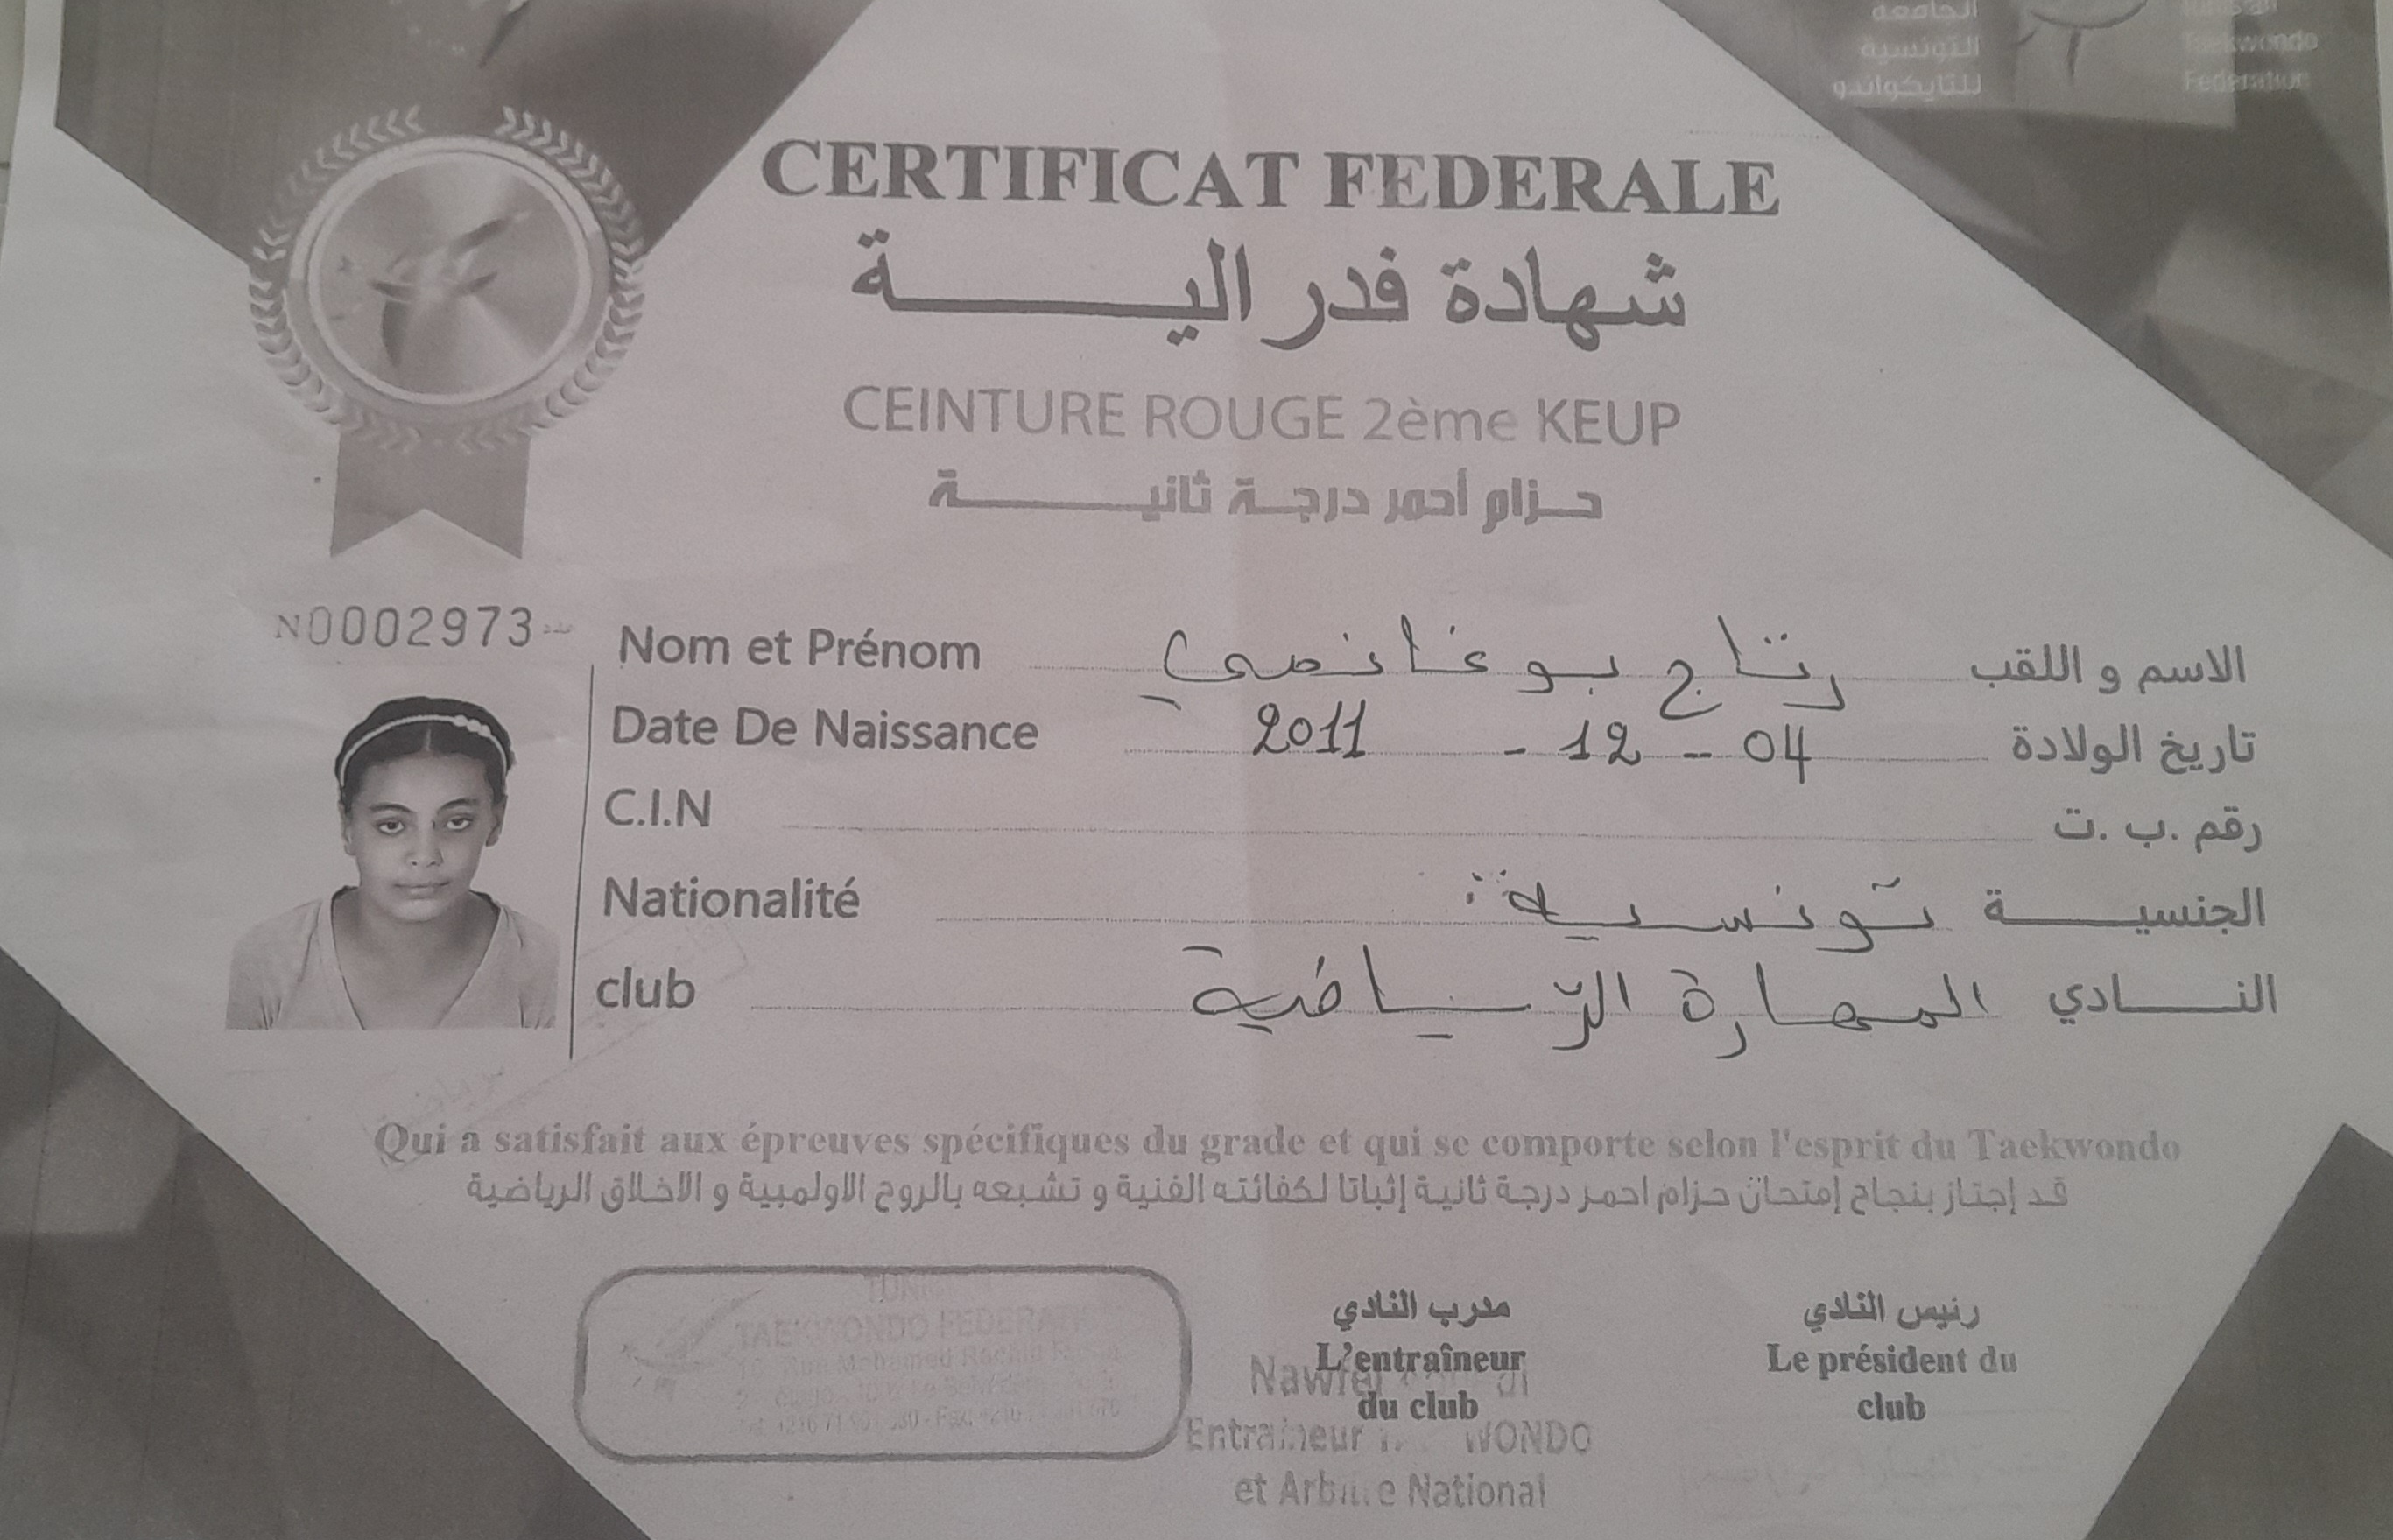 الجامعة
التونسية
للتايكواندو
Taekwondo
Federation
CERTIFICAT FEDERALE
شهادة فدرالية
CEINTURE ROUGE 2ème KEUP
حزام أحمر درجة ثانية
N0002973
Nom et Prénom رتاج بوغانمي الاسم و اللقب
Date De Naissance 2011 - 12 - 04 تاريخ الولادة
C.I.N رقم .ب .ت
Nationalité تونسية الجنسية
club المهارة الرّياضية النادي
Qui a satisfait aux épreuves spécifiques du grade et qui se comporte selon l'esprit du Taekwondo
قد إجتاز بنجاح إمتحان حزام احمر درجة ثانية إثباتا لكفائته الفنية و تشبعه بالروح الاولمبية و الاخلاق الرياضية
TAEKWONDO FEDERATI
مدرب النادي
L'entraîneur
du club
Entraineur WONDO
et Arbitre National
رئيس النادي
Le président du
club